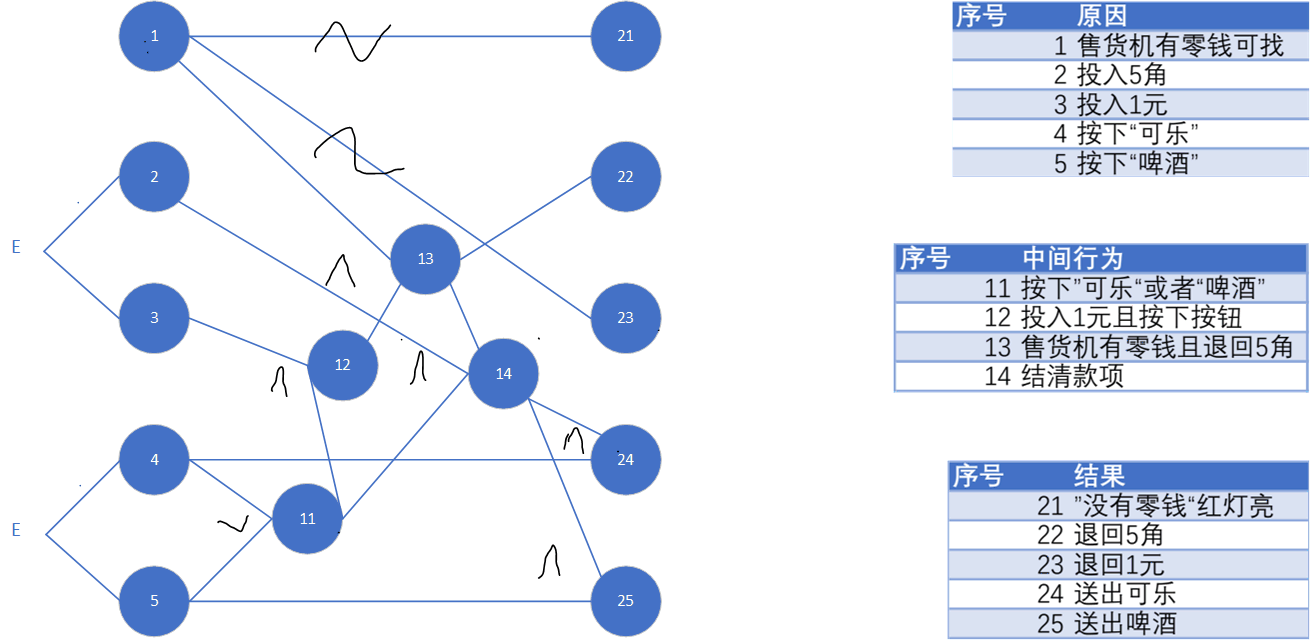 1
21
2
22
E
13
3
23
12
14
4
24
E
11
5
25
∧
∧
∧
∨
∧
∧
序号 原因
1 售货机有零钱可找
2 投入5角
3 投入1元
4 按下“可乐”
5 按下“啤酒”
序号 中间行为
11 按下”可乐“或者“啤酒”
12 投入1元且按下按钮
13 售货机有零钱且退回5角
14 结清款项
序号 结果
21 ”没有零钱“红灯亮
22 退回5角
23 退回1元
24 送出可乐
25 送出啤酒